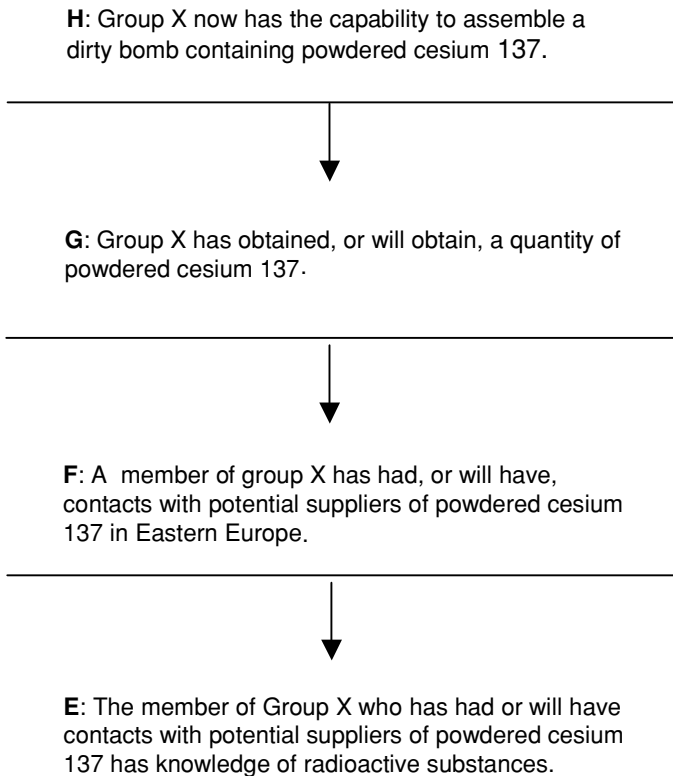 H: Group X now has the capability to assemble a
dirty bomb containing powdered cesium 137.
G: Group X has obtained, or will obtain, a quantity of
powdered cesium 137.
F: A member of group X has had, or will have,
contacts with potential suppliers of powdered cesium
137 in Eastern Europe.
E: The member of Group X who has had or will have
contacts with potential suppliers of powdered cesium
137 has knowledge of radioactive substances.